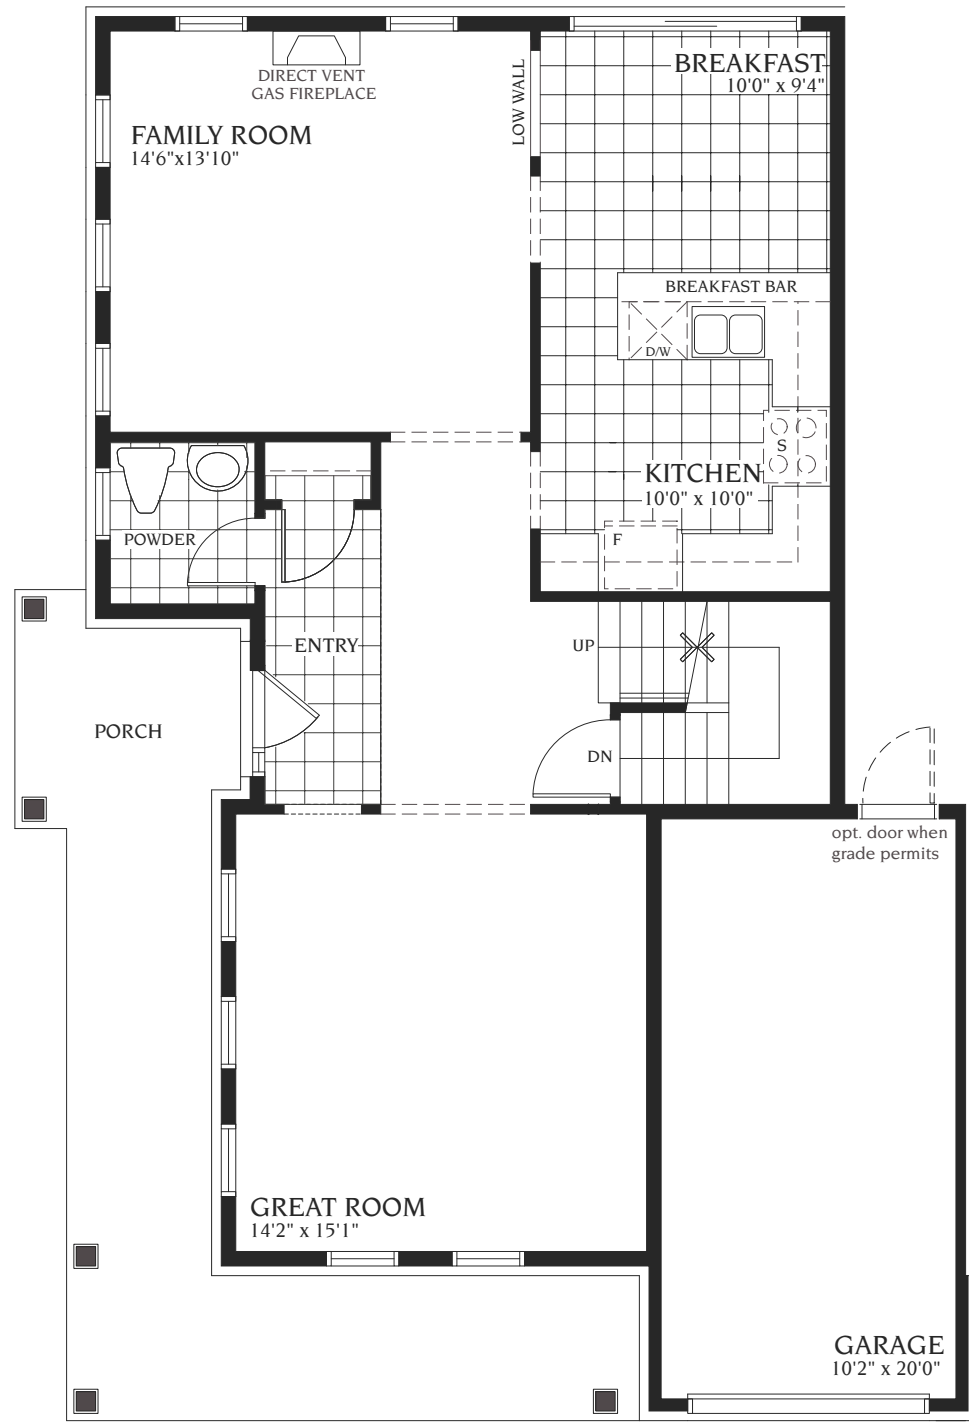 BREAKFAST
10'0" x 9'4"
DIRECT VENT
GAS FIREPLACE
LOW WALL
FAMILY ROOM
14'6"x13'10"
BREAKFAST BAR
D/W
S
KITCHEN
10'0" x 10'0"
F
POWDER
ENTRY
UP
PORCH
DN
opt. door when
grade permits
GREAT ROOM
14'2" x 15'1"
GARAGE
10'2" x 20'0"